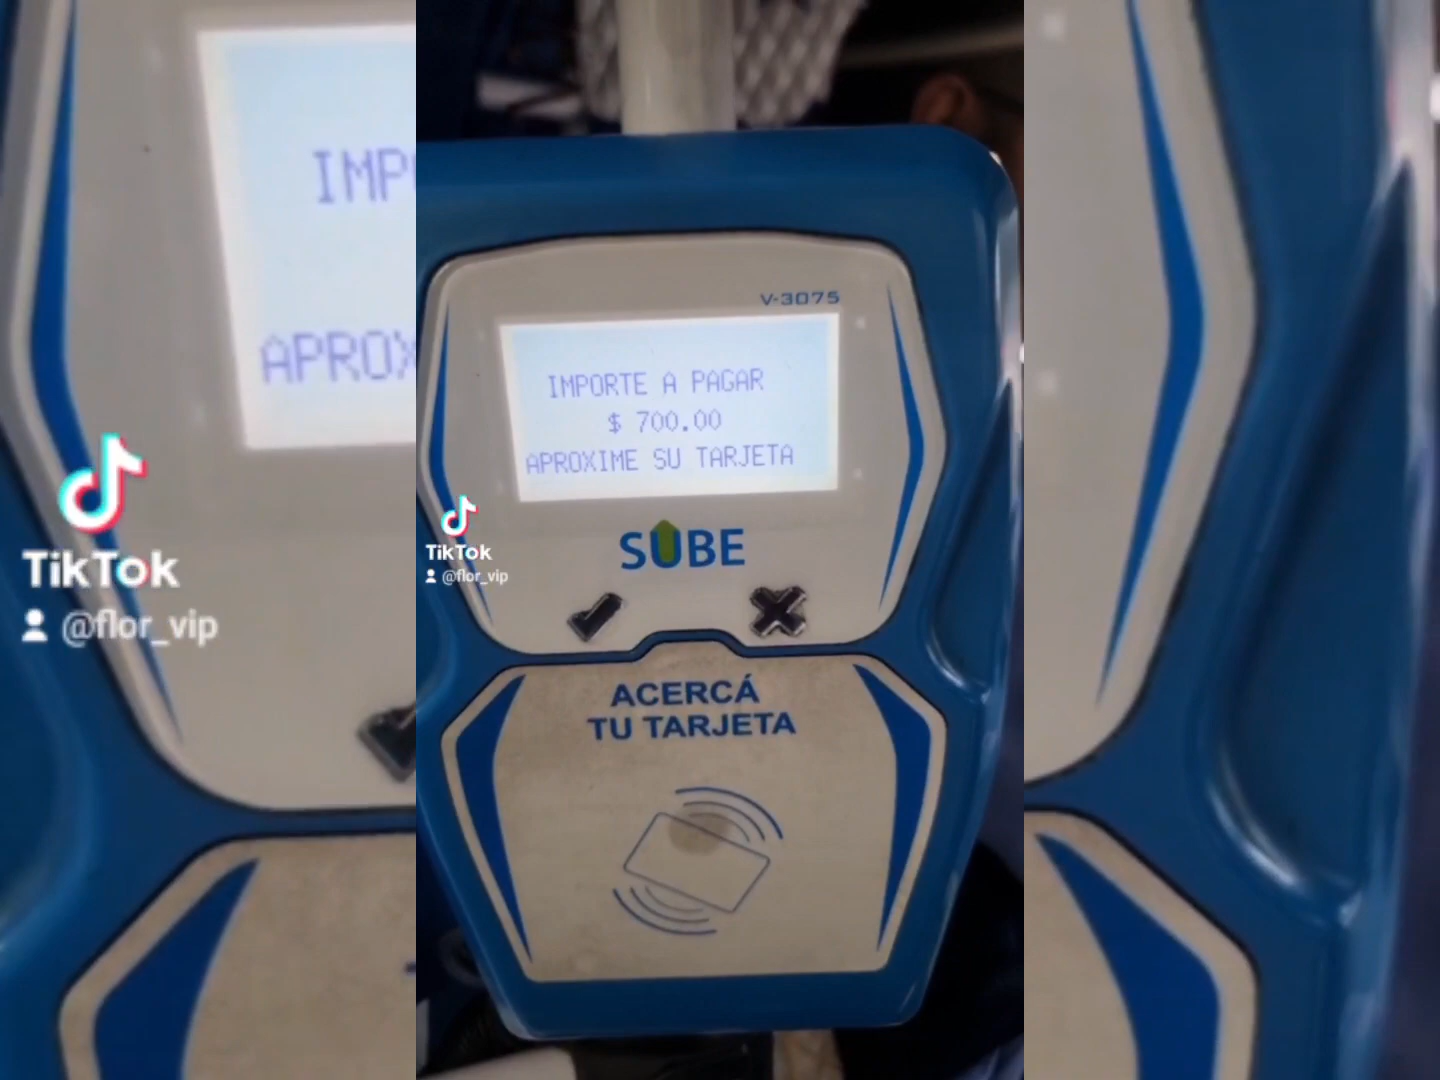 V-3075
IMPORTE A PAGAR
$ 700.00
APROXIME SU TARJETA
SUBE
ACERCÁ
TU TARJETA
TikTok
@flor_vip
IMP
APROX
TikTok
@flor_vip